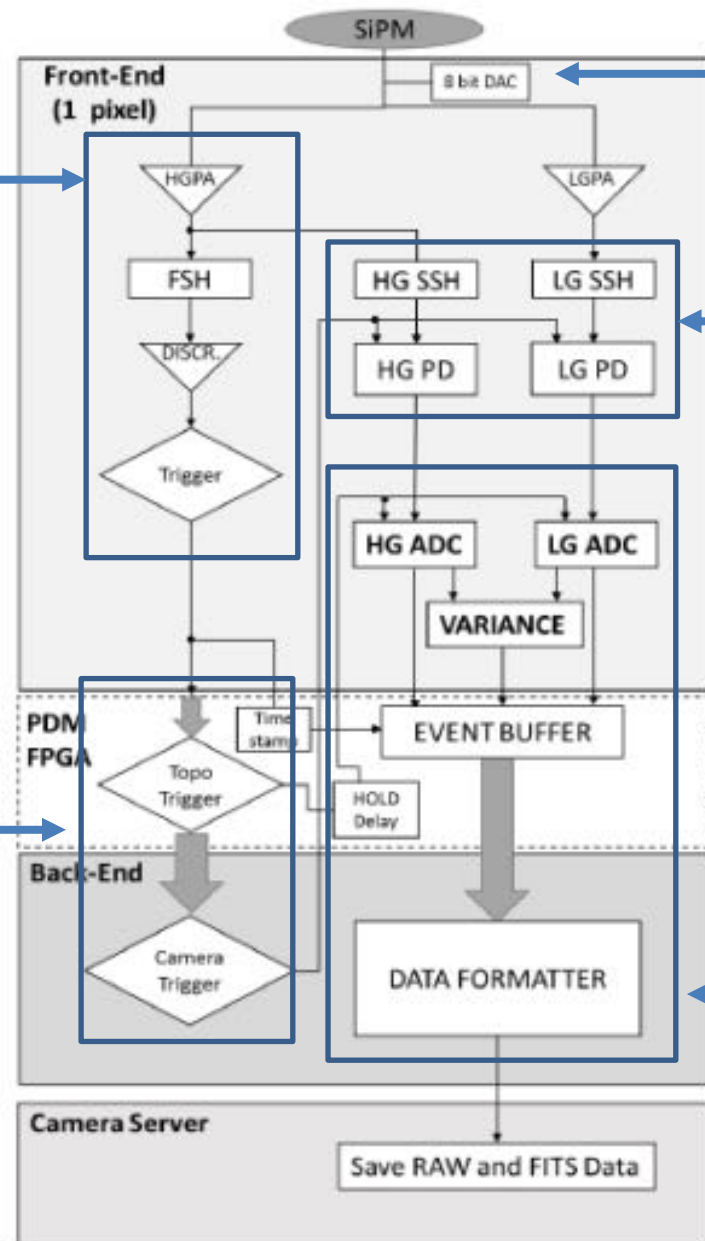 SiPM
Front-End
(1 pixel)
8 bit DAC
HGPA
LGPA
FSH
HG SSH
LG SSH
DISCR.
HG PD
LG PD
Trigger
HG ADC
LG ADC
VARIANCE
PDM
FPGA
Time
stamp
EVENT BUFFER
Topo
Trigger
HOLD
Delay
Back-End
Camera
Trigger
DATA FORMATTER
Camera Server
Save RAW and FITS Data